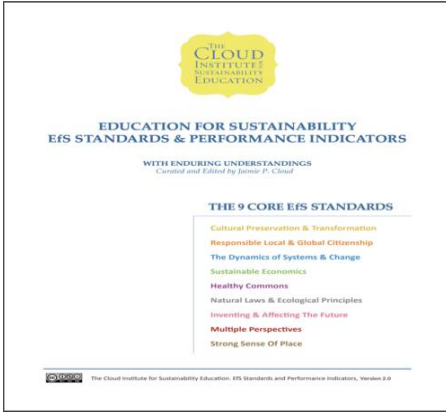 THE
CLOUD
INSTITUTE FOR
SUSTAINABILITY
EDUCATION
EDUCATION FOR SUSTAINABILITY
EfS STANDARDS & PERFORMANCE INDICATORS
WITH ENDURING UNDERSTANDINGS
Curated and Edited by Jaimie P. Cloud
THE 9 CORE EfS STANDARDS
Cultural Preservation & Transformation
Responsible Local & Global Citizenship
The Dynamics of Systems & Change
Sustainable Economics
Healthy Commons
Natural Laws & Ecological Principles
Inventing & Affecting The Future
Multiple Perspectives
Strong Sense Of Place
The Cloud Institute for Sustainability Education. EfS Standards and Performance Indicators, Version 2.0